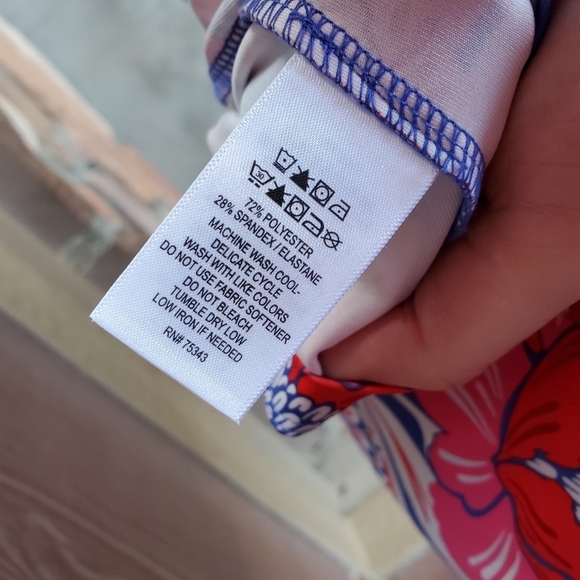 30
72% POLYESTER
28% SPANDEX / ELASTANE
MACHINE WASH COOL-
DELICATE CYCLE-
WASH WITH LIKE COLORS
DO NOT USE FABRIC SOFTENER
DO NOT BLEACH
TUMBLE DRY LOW
LOW IRON IF NEEDED
RN# 75343